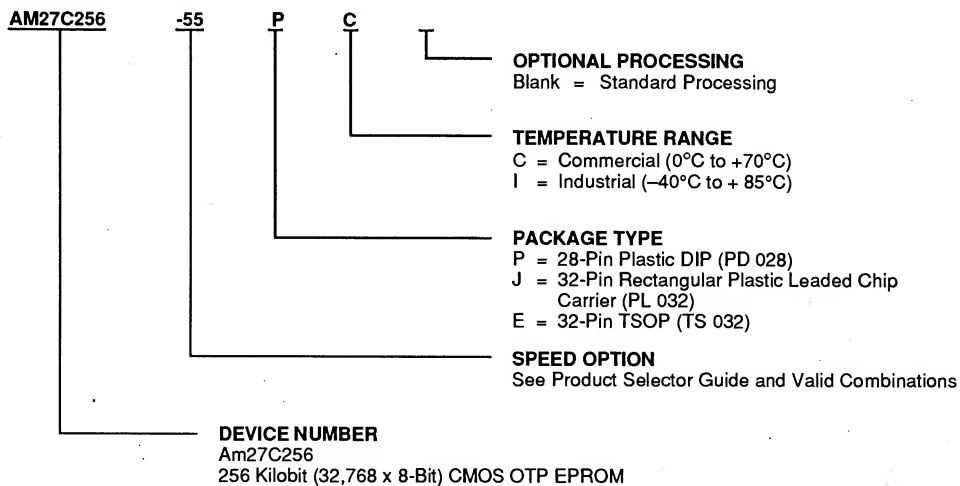 AM27C256 -55 P C
OPTIONAL PROCESSING
Blank = Standard Processing
TEMPERATURE RANGE
C = Commercial (0°C to +70°C)
I = Industrial (–40°C to + 85°C)
PACKAGE TYPE
P = 28-Pin Plastic DIP (PD 028)
J = 32-Pin Rectangular Plastic Leaded Chip
Carrier (PL 032)
E = 32-Pin TSOP (TS 032)
SPEED OPTION
See Product Selector Guide and Valid Combinations
DEVICE NUMBER
Am27C256
256 Kilobit (32,768 x 8-Bit) CMOS OTP EPROM